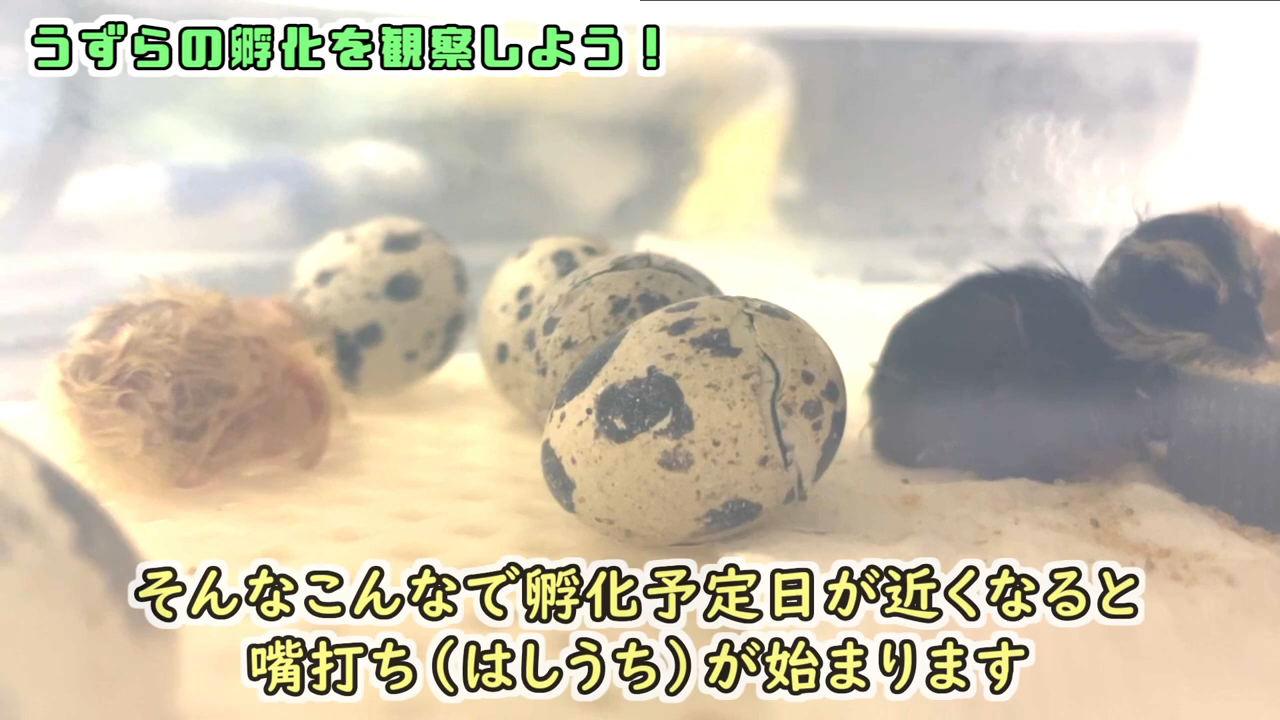 うずらの孵化を観察しよう！
そんなこんなで孵化予定日が近くなると
嘴打ち（はしうち）が始まります